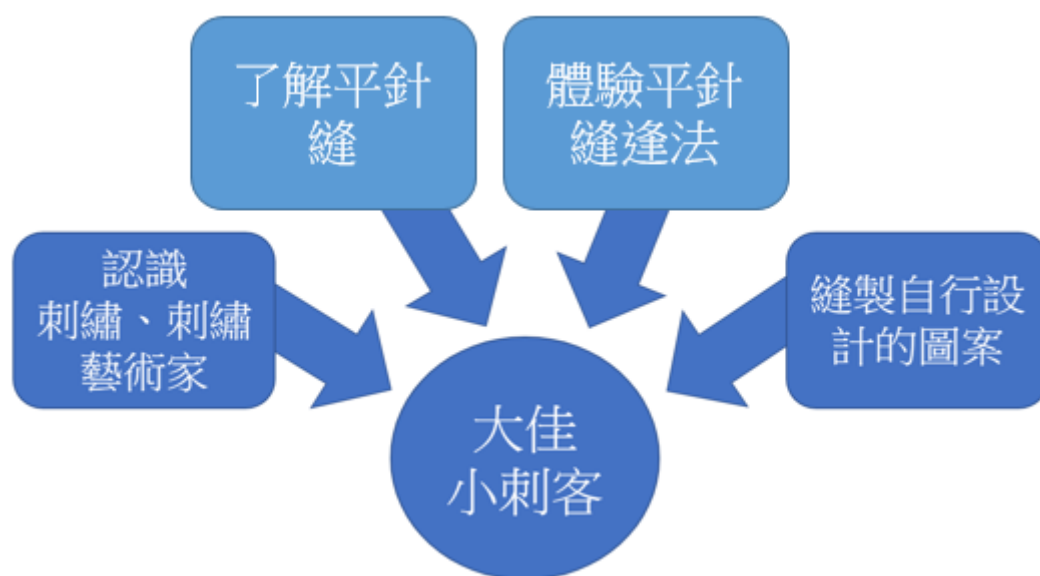 了解平針
縫
體驗平針
縫逢法
認識
刺繡、刺繡
藝術家
縫製自行設
計的圖案
大佳
小刺客